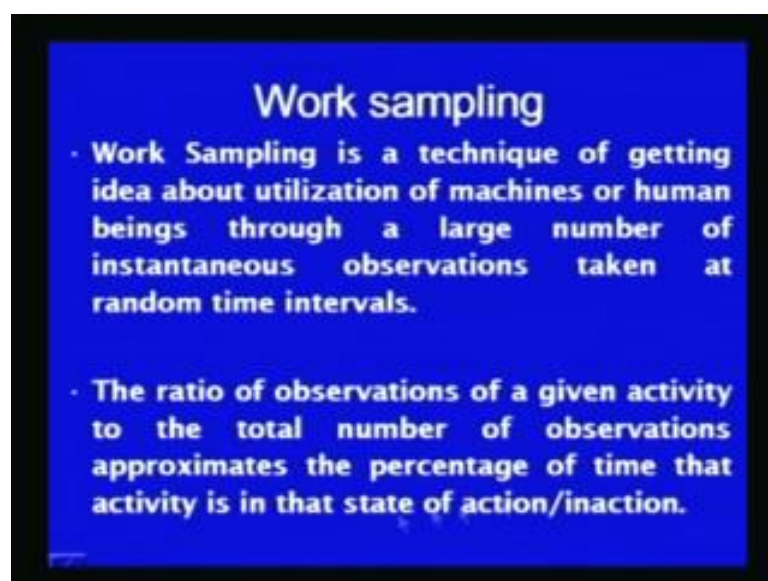 Work sampling
· Work Sampling is a technique of getting
idea about utilization of machines or human
beings through a large number of
instantaneous observations taken at
random time intervals.
· The ratio of observations of a given activity
to the total number of observations
approximates the percentage of time that
activity is in that state of action/inaction.